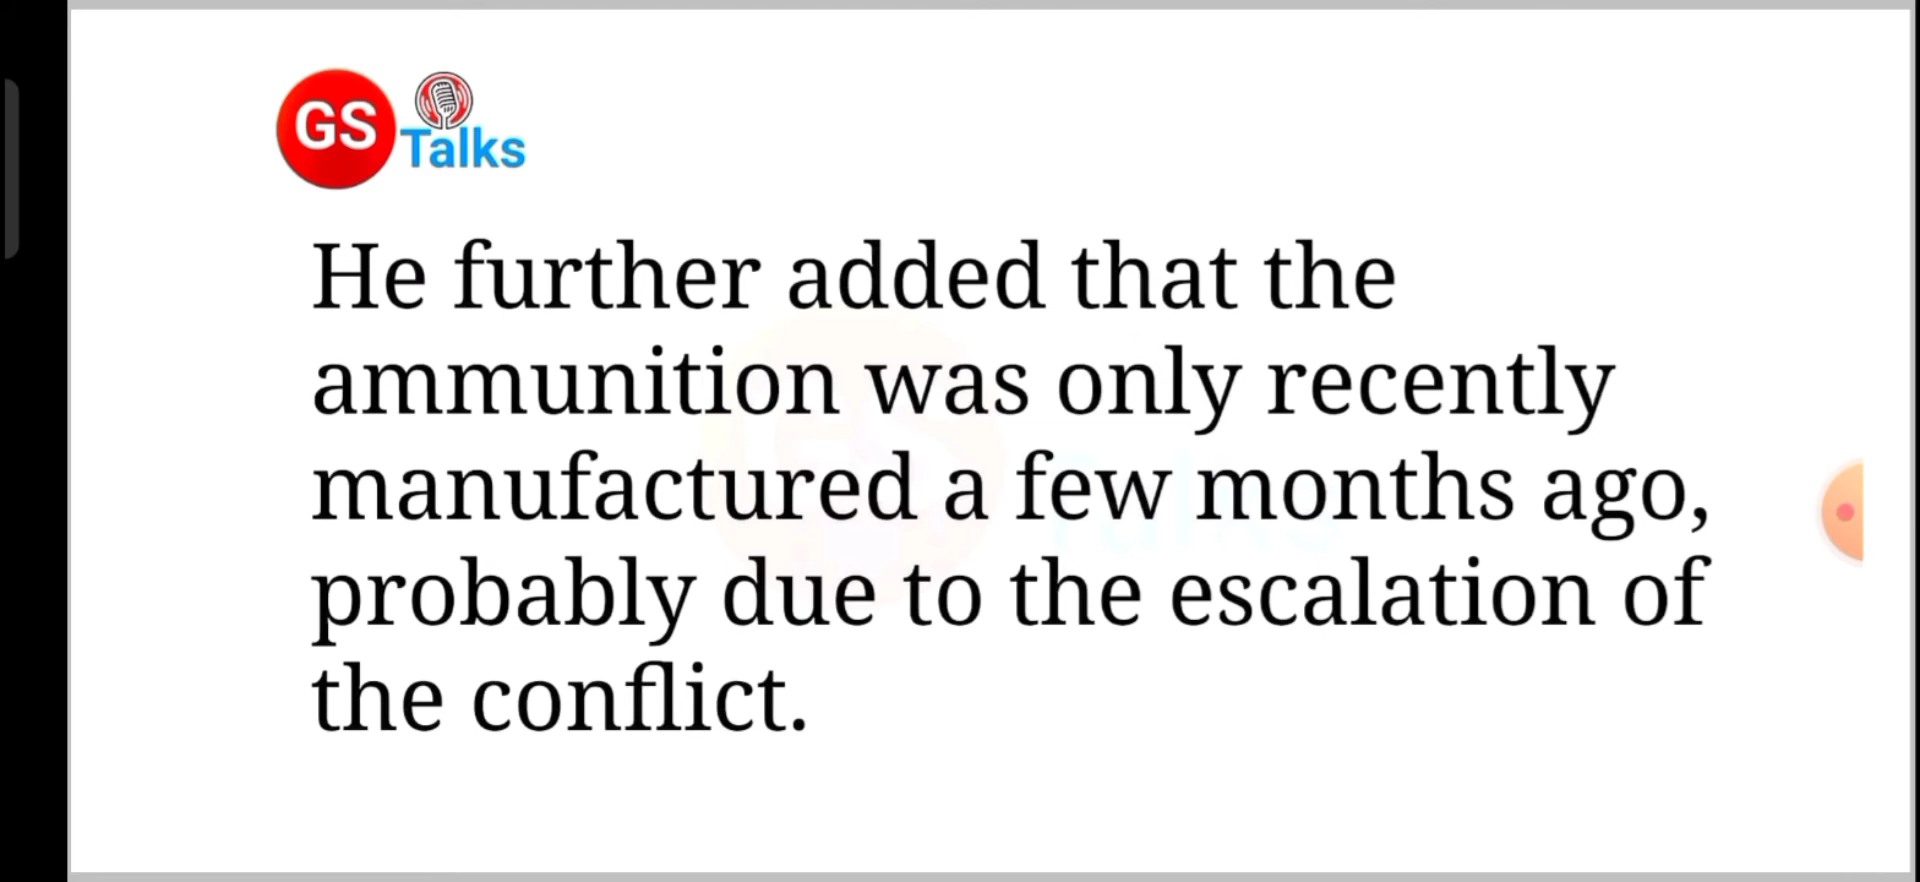 GS
Talks
He further added that the
ammunition was only recently
manufactured a few months ago,
probably due to the escalation of
the conflict.